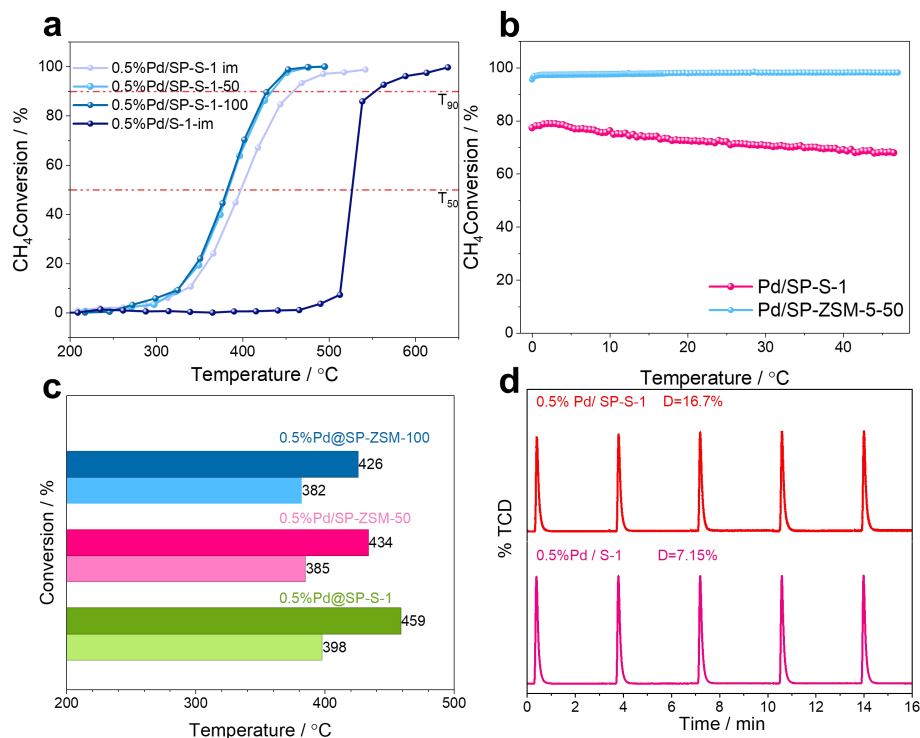 a
CH₄Conversion / %
100
80
60
40
20
0
0.5%Pd/SP-S-1 im
0.5%Pd/SP-S-1-50
0.5%Pd/SP-S-1-100
0.5%Pd/S-1-im
T₉₀
T₅₀
200 300 400 500 600
Temperature / °C
b
CH₄Conversion / %
100
80
60
40
20
0
Pd/SP-S-1
Pd/SP-ZSM-5-50
0 20 40
Temperature / °C
c
Conversion / %
0.5%Pd@SP-ZSM-100
426
382
0.5%Pd/SP-ZSM-50
434
385
0.5%Pd@SP-S-1
459
398
200 300 400 500
Temperature / °C
d
% TCD
0.5% Pd/ SP-S-1 D=16.7%
0.5%Pd / S-1 D=7.15%
0 2 4 6 8 10 12 14 16
Time / min